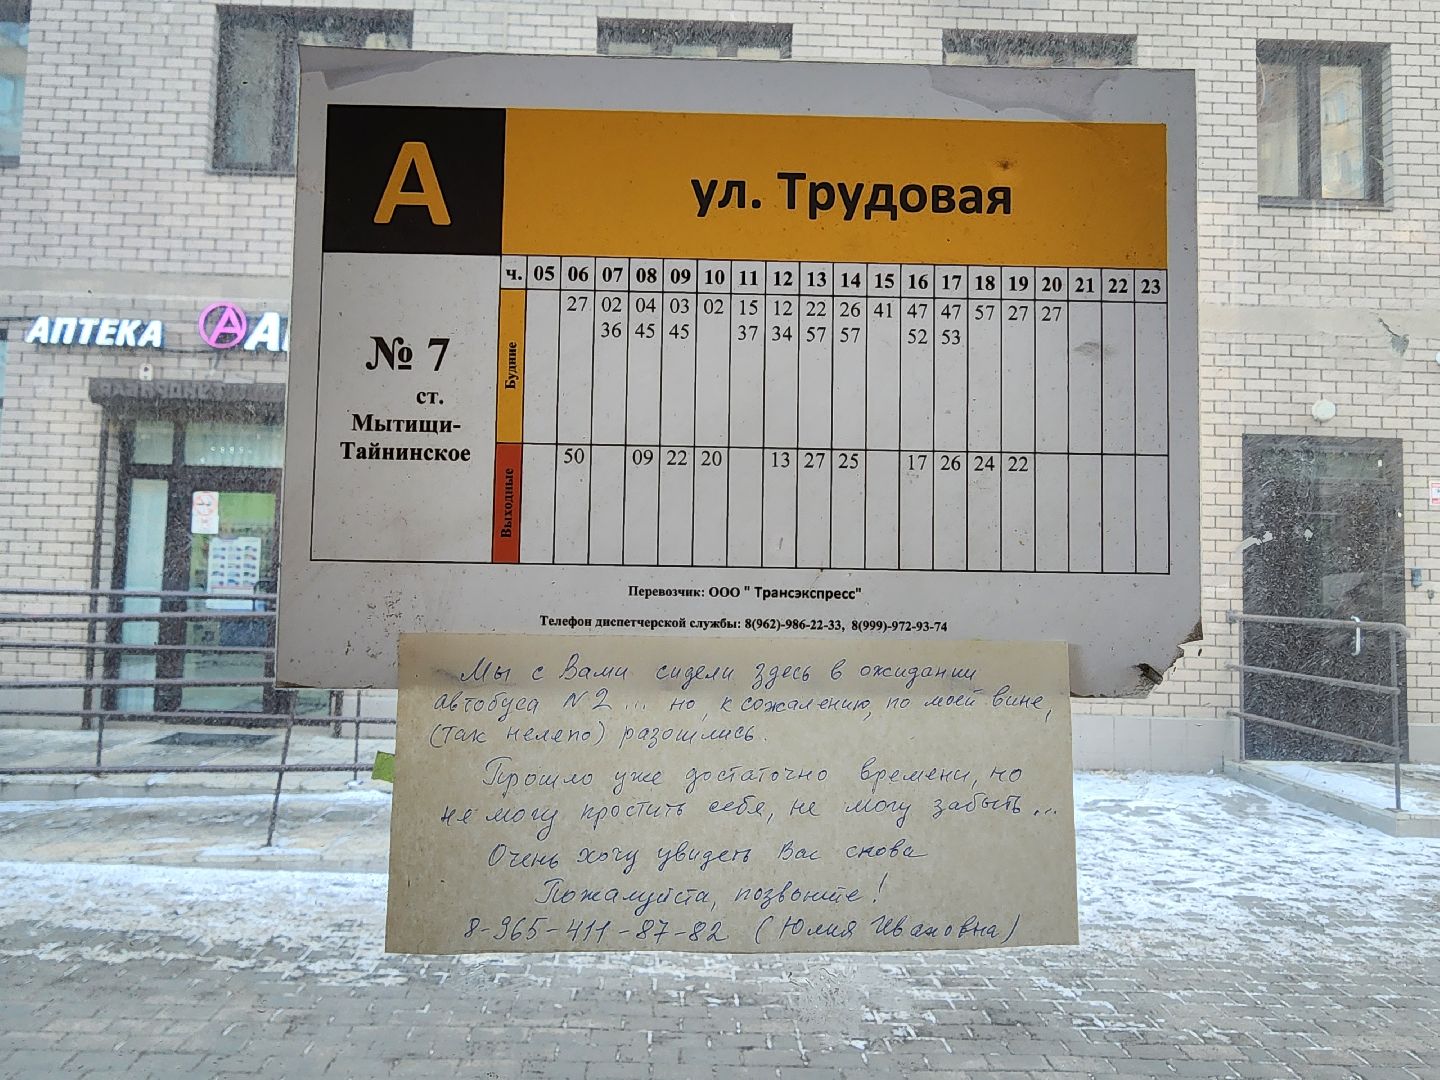 А
ул. Трудовая
ч. 05 06 07 08 09 10 11 12 13 14 15 16 17 18 19 20 21 22 23
№ 7
ст.
Мытищи-
Тайнинское
Будние
27 02 04 03 02 15 12 22 26 41 47 47 57 27 27
36 45 45 37 34 57 57 52 53
Выходные
50 09 22 20 13 27 25 17 26 24 22
Перевозчик: ООО " Трансэкспресс"
Телефон диспетчерской службы: 8(962)-986-22-33, 8(999)-972-93-74
Мы с Вами сидели здесь в ожидании
автобуса N2... но, к сожалению, по моей вине,
(так нелепо) разошлись.
Прошло уже достаточно времени, но
не могу простить себя, не могу забыть...
Очень хочу увидеть Вас снова
Пожалуйста, позвоните!
8-965-411-87-82 (Юлия Ивановна)
АПТЕКА